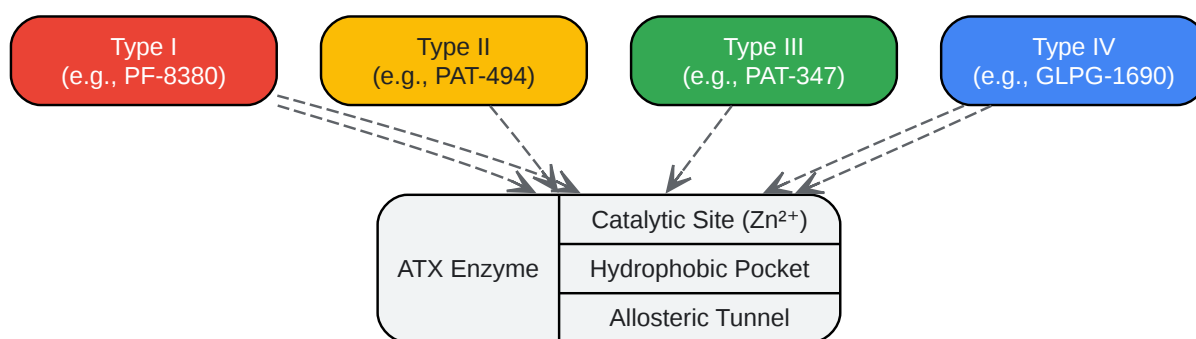 Type I
(e.g., PF-8380)
Type II
(e.g., PAT-494)
Type III
(e.g., PAT-347)
Type IV
(e.g., GLPG-1690)
ATX Enzyme
Catalytic Site (Zn²⁺)
Hydrophobic Pocket
Allosteric Tunnel